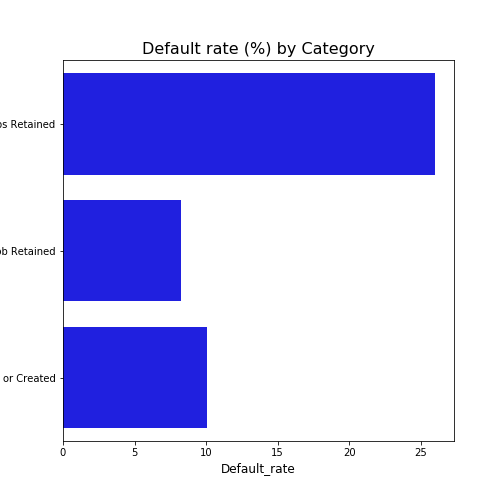 Default rate (%) by Category
os Retained
ob Retained
or Created
0 5 10 15 20 25
Default_rate